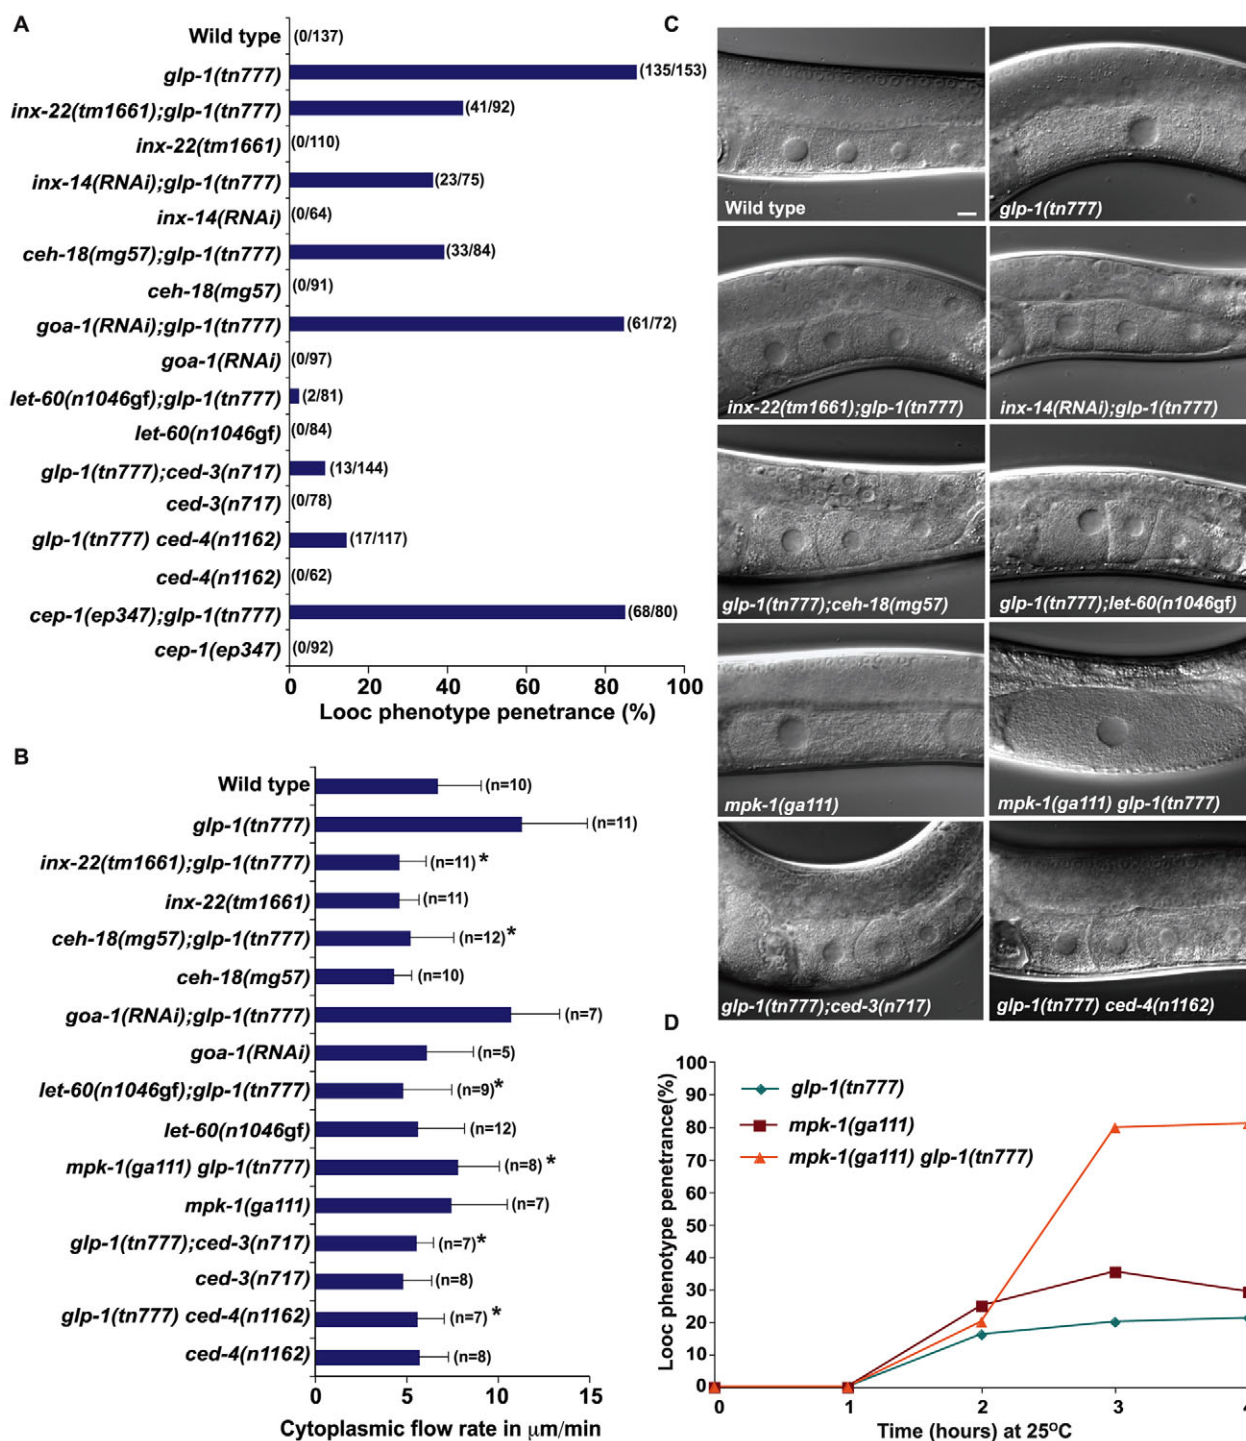 A
Wild type (0/137)
glp-1(tn777) (135/153)
inx-22(tm1661);glp-1(tn777) (41/92)
inx-22(tm1661) (0/110)
inx-14(RNAi);glp-1(tn777) (23/75)
inx-14(RNAi) (0/64)
ceh-18(mg57);glp-1(tn777) (33/84)
ceh-18(mg57) (0/91)
goa-1(RNAi);glp-1(tn777) (61/72)
goa-1(RNAi) (0/97)
let-60(n1046gf);glp-1(tn777) (2/81)
let-60(n1046gf) (0/84)
glp-1(tn777);ced-3(n717) (13/144)
ced-3(n717) (0/78)
glp-1(tn777) ced-4(n1162) (17/117)
ced-4(n1162) (0/62)
cep-1(ep347);glp-1(tn777) (68/80)
cep-1(ep347) (0/92)
0 20 40 60 80 100
Looc phenotype penetrance (%)
B
Wild type (n=10)
glp-1(tn777) (n=11)
inx-22(tm1661);glp-1(tn777) (n=11)*
inx-22(tm1661) (n=11)
ceh-18(mg57);glp-1(tn777) (n=12)*
ceh-18(mg57) (n=10)
goa-1(RNAi);glp-1(tn777) (n=7)
goa-1(RNAi) (n=5)
let-60(n1046gf);glp-1(tn777) (n=9)*
let-60(n1046gf) (n=12)
mpk-1(ga111) glp-1(tn777) (n=8)*
mpk-1(ga111) (n=7)
glp-1(tn777);ced-3(n717) (n=7)*
ced-3(n717) (n=8)
glp-1(tn777) ced-4(n1162) (n=7)*
ced-4(n1162) (n=8)
0 5 10 15
Cytoplasmic flow rate in μm/min
C
Wild type
glp-1(tn777)
inx-22(tm1661);glp-1(tn777)
inx-14(RNAi);glp-1(tn777)
glp-1(tn777);ceh-18(mg57)
glp-1(tn777);let-60(n1046gf)
mpk-1(ga111)
mpk-1(ga111) glp-1(tn777)
glp-1(tn777);ced-3(n717)
glp-1(tn777) ced-4(n1162)
D
Looc phenotype penetrance(%)
100
90
80
70
60
50
40
30
20
10
0
glp-1(tn777)
mpk-1(ga111)
mpk-1(ga111) glp-1(tn777)
0 1 2 3 4
Time (hours) at 25°C